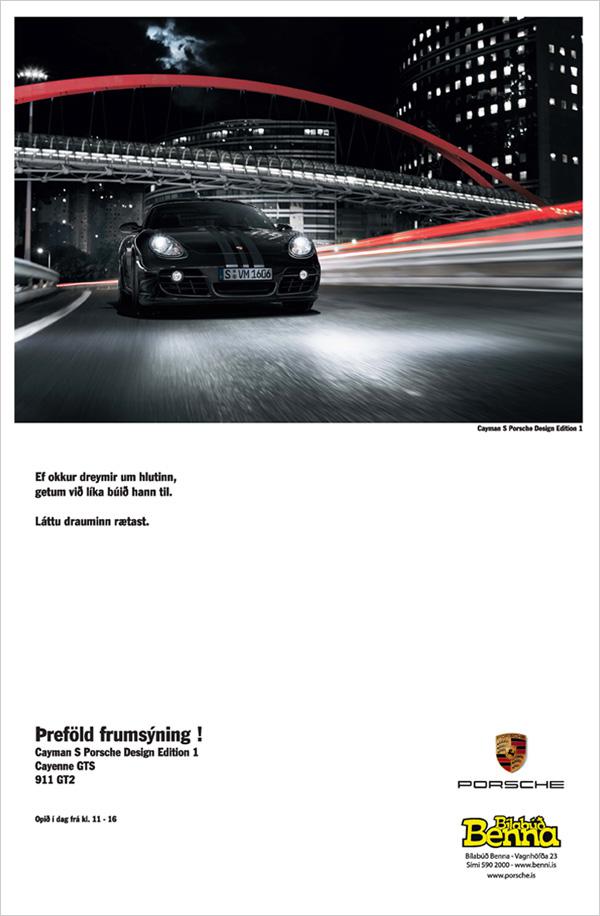 S VM 1606
Cayman S Porsche Design Edition 1
Ef okkur dreymir um hlutinn,
getum við líka búið hann til.
Láttu drauminn rætast.
Þreföld frumsýning !
Cayman S Porsche Design Edition 1
Cayenne GTS
911 GT2
Opið í dag frá kl. 11 - 16
PORSCHE
Bílabúð
Benna
Bílabúð Benna - Vagnhöfða 23
Sími 590 2000 - www.benni.is
www.porsche.is